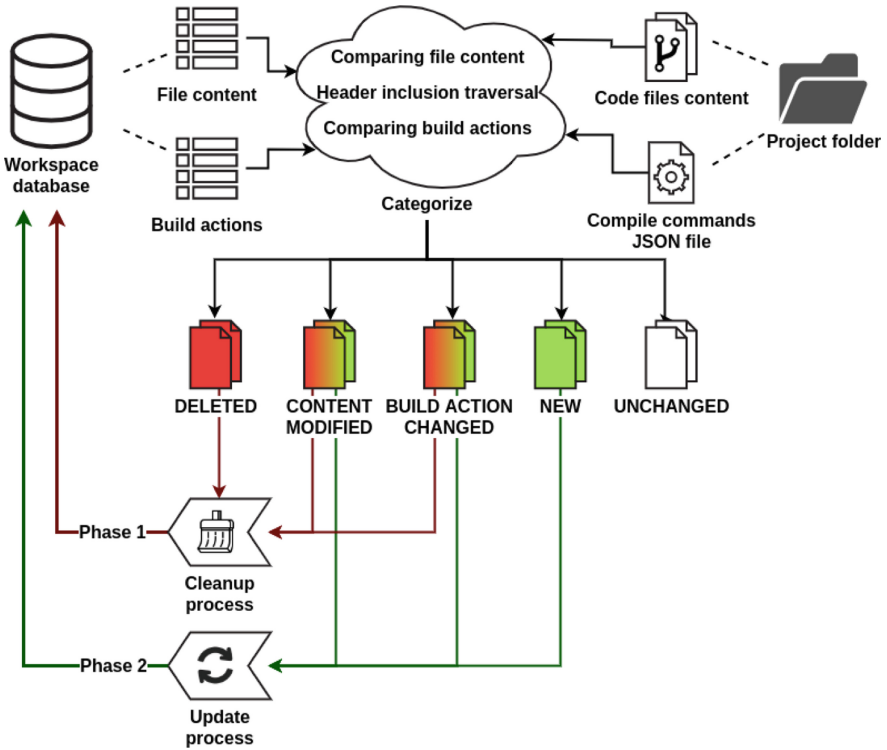 Comparing file content
Header inclusion traversal
Comparing build actions
File content
Code files content
Project folder
Workspace
database
Build actions
Categorize
Compile commands
JSON file
DELETED
CONTENT
MODIFIED
BUILD ACTION
CHANGED
NEW
UNCHANGED
Phase 1
Cleanup
process
Phase 2
Update
process